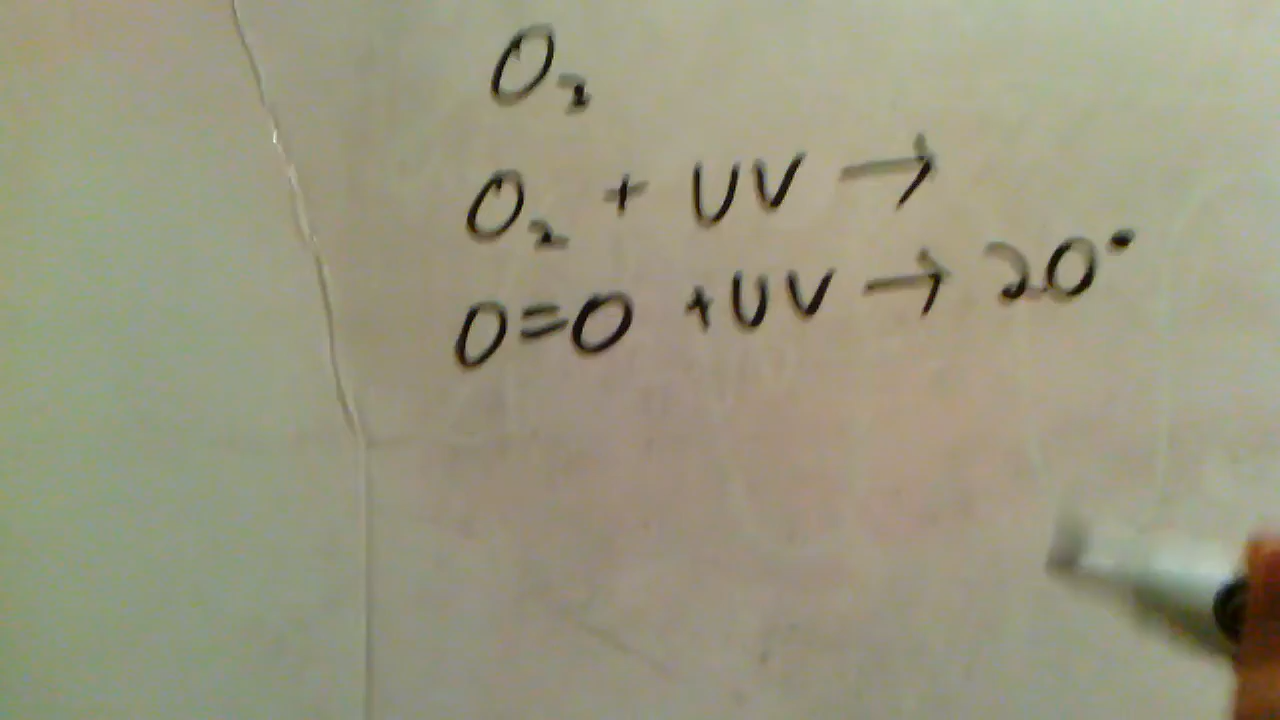 O₂
O₂ + UV →
O=O + UV → 2O•